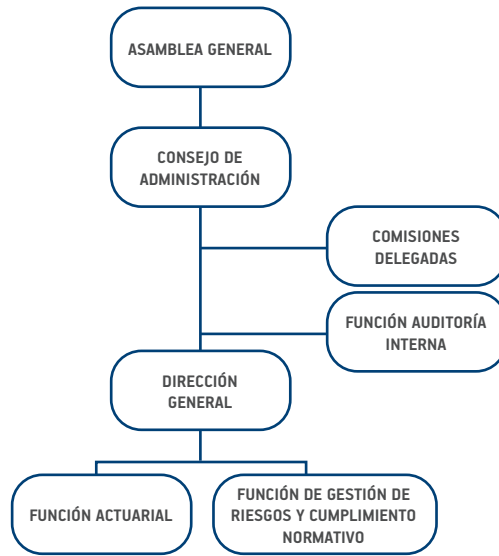 ASAMBLEA GENERAL
CONSEJO DE
ADMINISTRACIÓN
COMISIONES
DELEGADAS
FUNCIÓN AUDITORÍA
INTERNA
DIRECCIÓN
GENERAL
FUNCIÓN ACTUARIAL
FUNCIÓN DE GESTIÓN DE
RIESGOS Y CUMPLIMIENTO
NORMATIVO